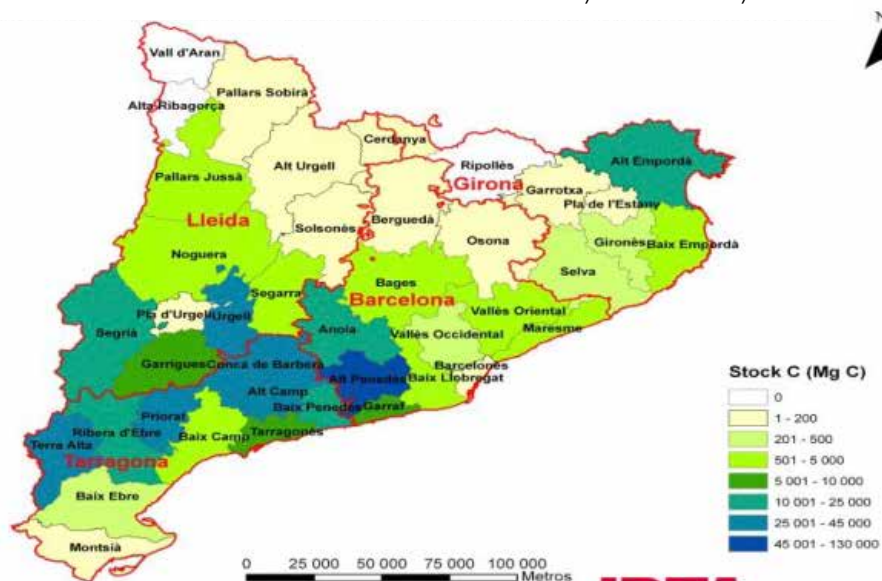 N
Vall d'Aran
Pallars Sobirà
Alta Ribagorça
Cerdanya
Ripollès
Alt Empordà
Alt Urgell
Pallars Jussà
Girona
Garrotxa
Pla de l'Estany
Lleida
Berguedà
Solsonès
Osona
Gironès
Baix Empordà
Noguera
Selva
Bages
Segarra
Barcelona
Vallès Oriental
Pla d'Urgell
Urgell
Segrià
Anoia
Maresme
Vallès Occidental
Garrigues
Conca de Barberà
Barcelonès
Alt Penedès
Baix Llobregat
Alt Camp
Baix Penedès
Garraf
Priorat
Ribera d'Ebre
Tarragonès
Baix Camp
Terra Alta
Tarragona
Baix Ebre
Montsià
Stock C (Mg C)
0
1 - 200
201 - 500
501 - 5 000
5 001 - 10 000
10 001 - 25 000
25 001 - 45 000
45 001 - 130 000
0 25 000 50 000 75 000 100 000
Metros